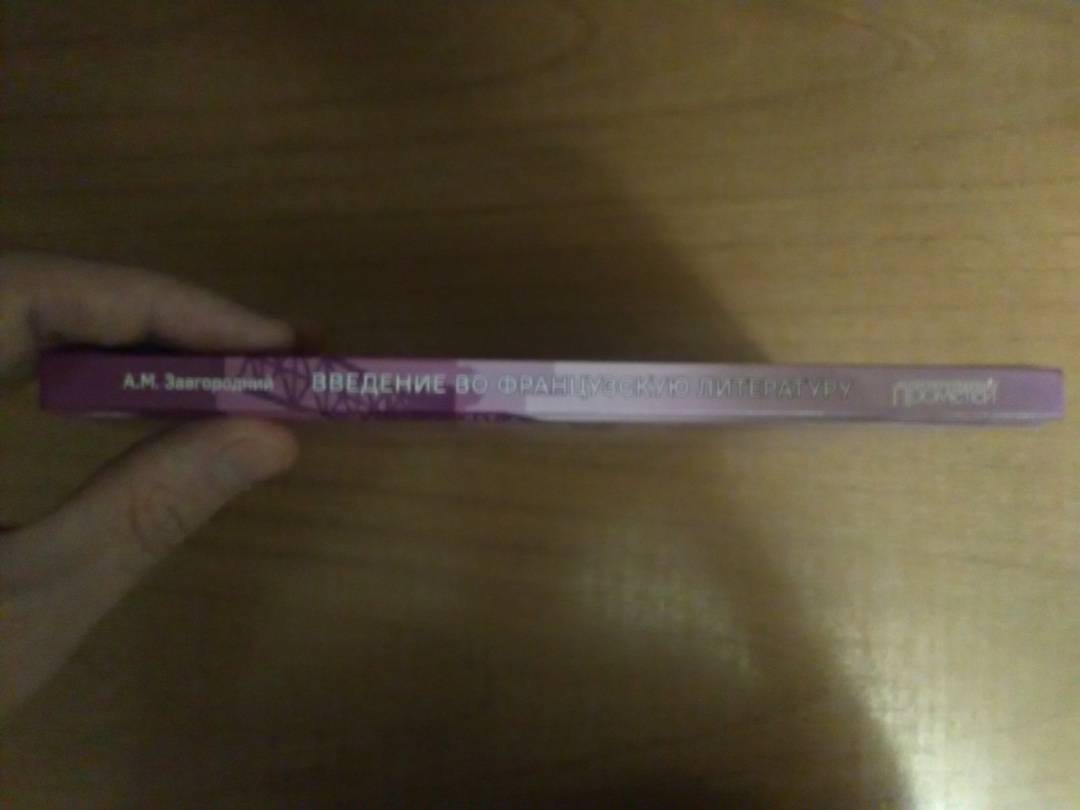 А.М. Завгородний ВВЕДЕНИЕ ВО ФРАНЦУЗСКУЮ ЛИТЕРАТУРУ Прометей